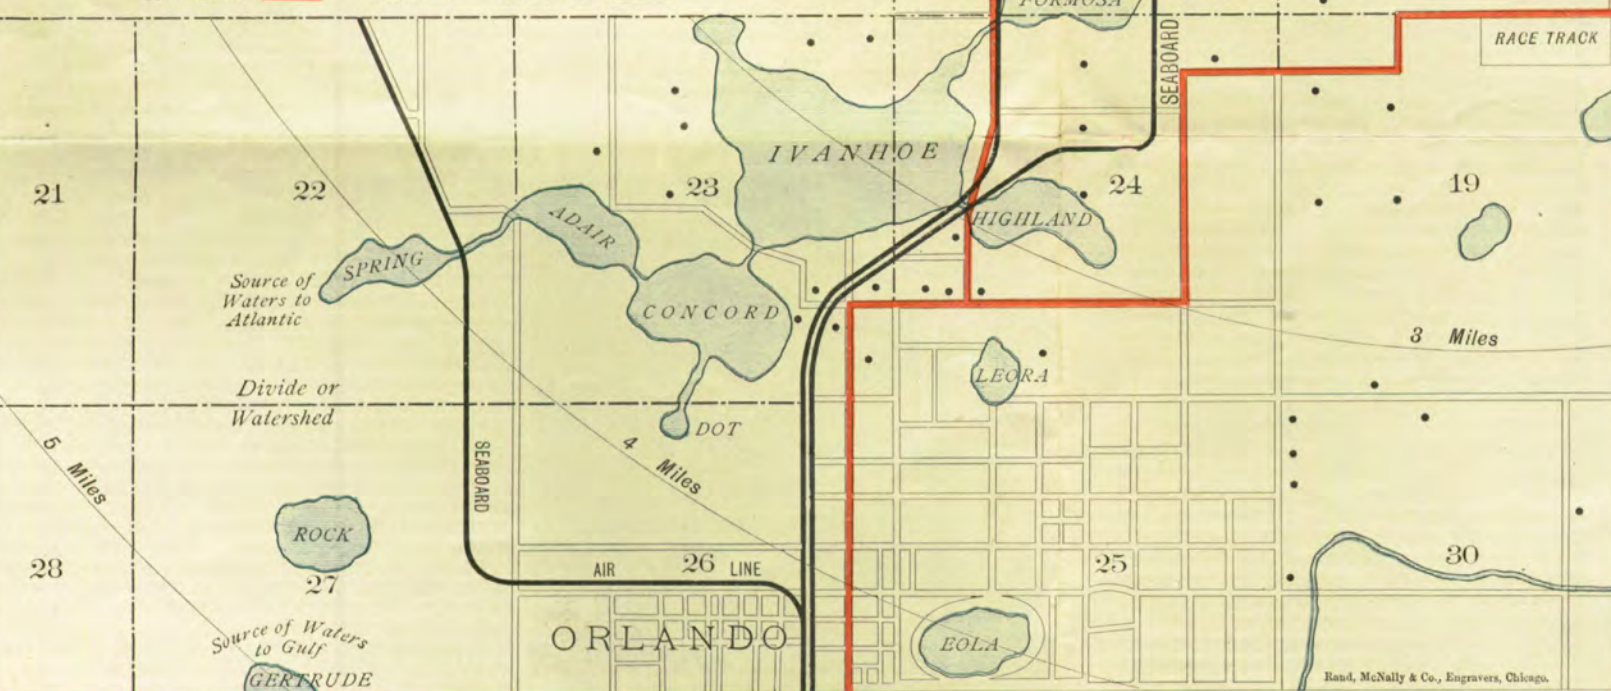 FORMOSA
SEABOARD
RACE TRACK
IVANHOE
21
22
23
24
19
ADAIR
HIGHLAND
SPRING
Source of
Waters to
Atlantic
CONCORD
3 Miles
Divide or
Watershed
LEORA
DOT
5 Miles
SEABOARD
4 Miles
ROCK
28
27
AIR
26
LINE
25
30
Source of Waters
to Gulf
ORLANDO
EOLA
GERTRUDE
Rand, McNally & Co., Engravers, Chicago.